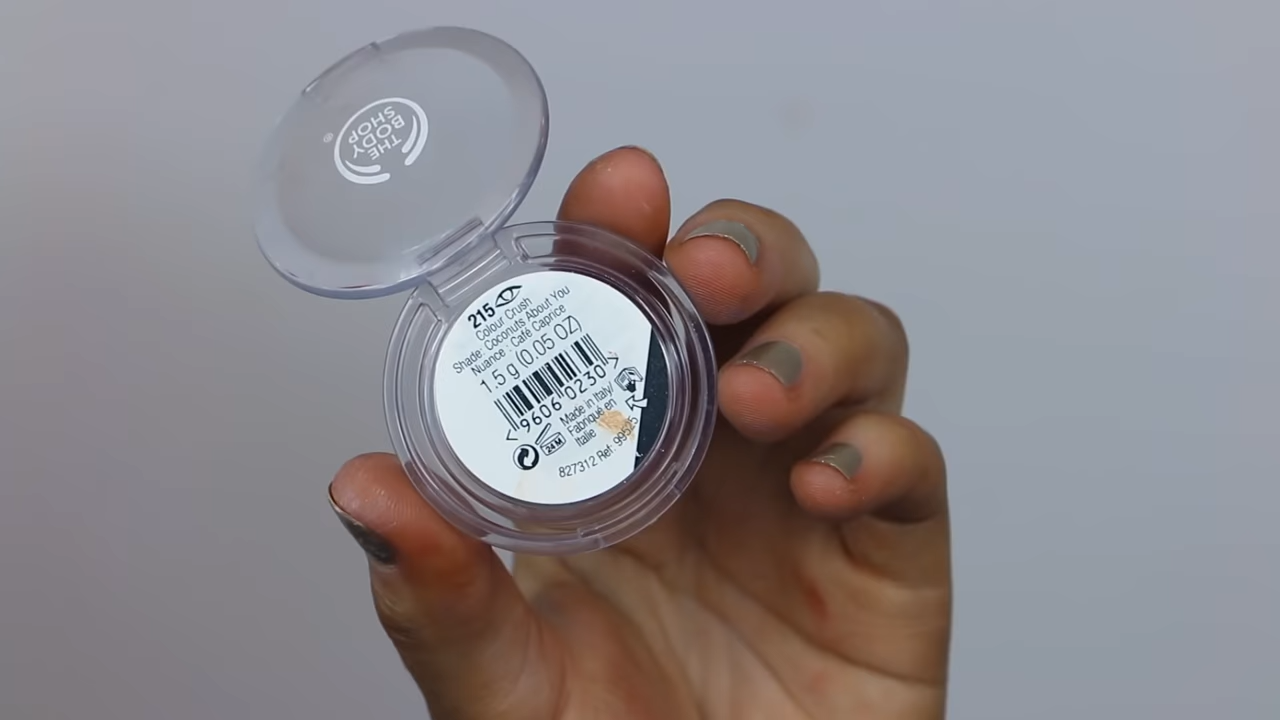 THE
BODY
SHOP
®
215
Colour Crush
Shade: Coconuts About You
Nuance : Café Caprice
1.5 g (0.05 OZ)
<9606 0230>
Made in Italy/
Fabriqué en
Italie
24 M
827312 Ref: